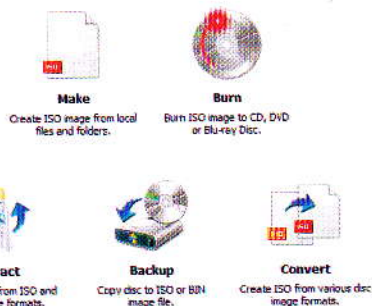 ISO
Make
Create ISO image from local
files and folders.
Burn
Burn ISO image to CD, DVD
or Blu-ray Disc.
act
from ISO and
formats.
Backup
Copy disc to ISO or BIN
image file.
ISO
Convert
Create ISO from various disc
image formats.